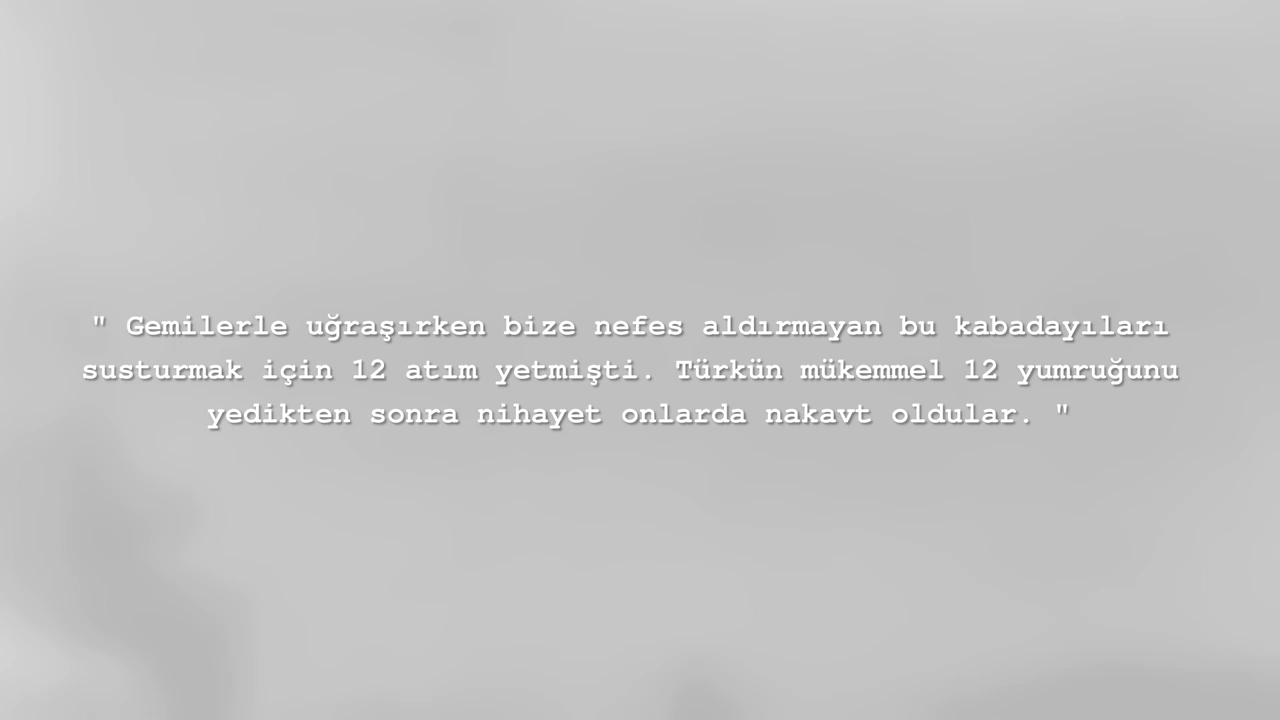 " Gemilerle uğraşırken bize nefes aldırmayan bu kabadayıları
susturmak için 12 atım yetmişti. Türkün mükemmel 12 yumruğunu
yedikten sonra nihayet onlarda nakavt oldular. "